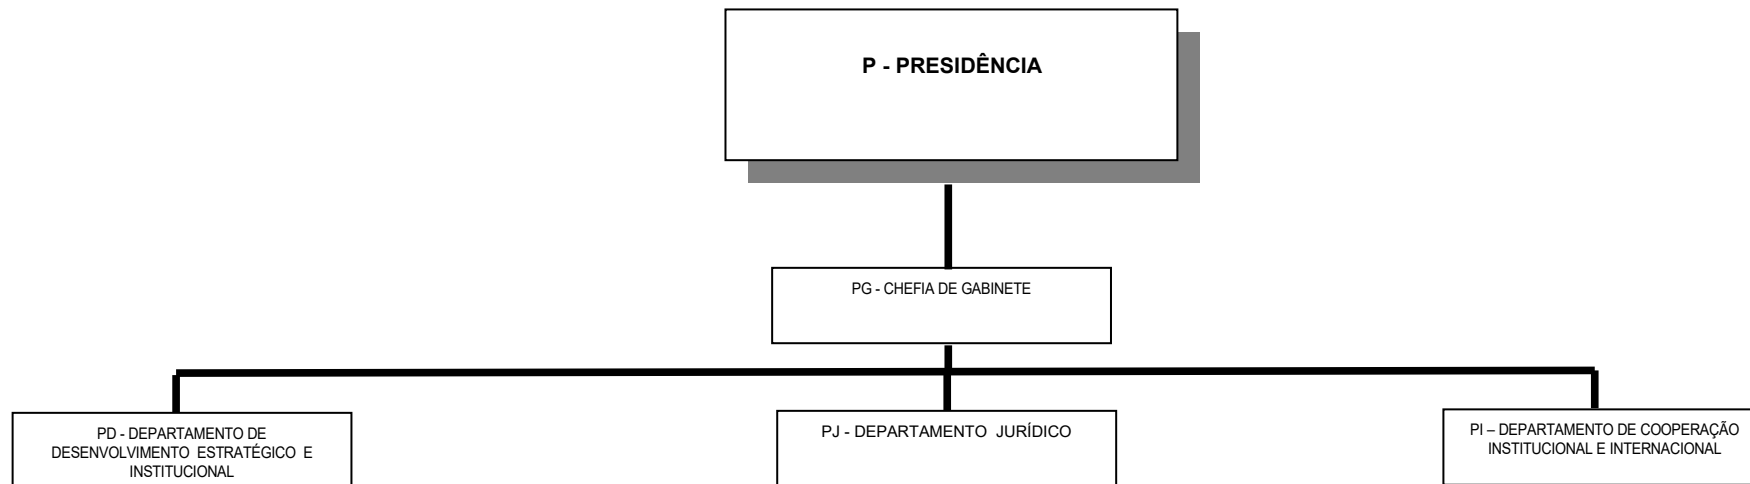 P - PRESIDÊNCIA
PG - CHEFIA DE GABINETE
PD - DEPARTAMENTO DE
DESENVOLVIMENTO ESTRATÉGICO E
INSTITUCIONAL
PJ - DEPARTAMENTO JURÍDICO
PI – DEPARTAMENTO DE COOPERAÇÃO
INSTITUCIONAL E INTERNACIONAL